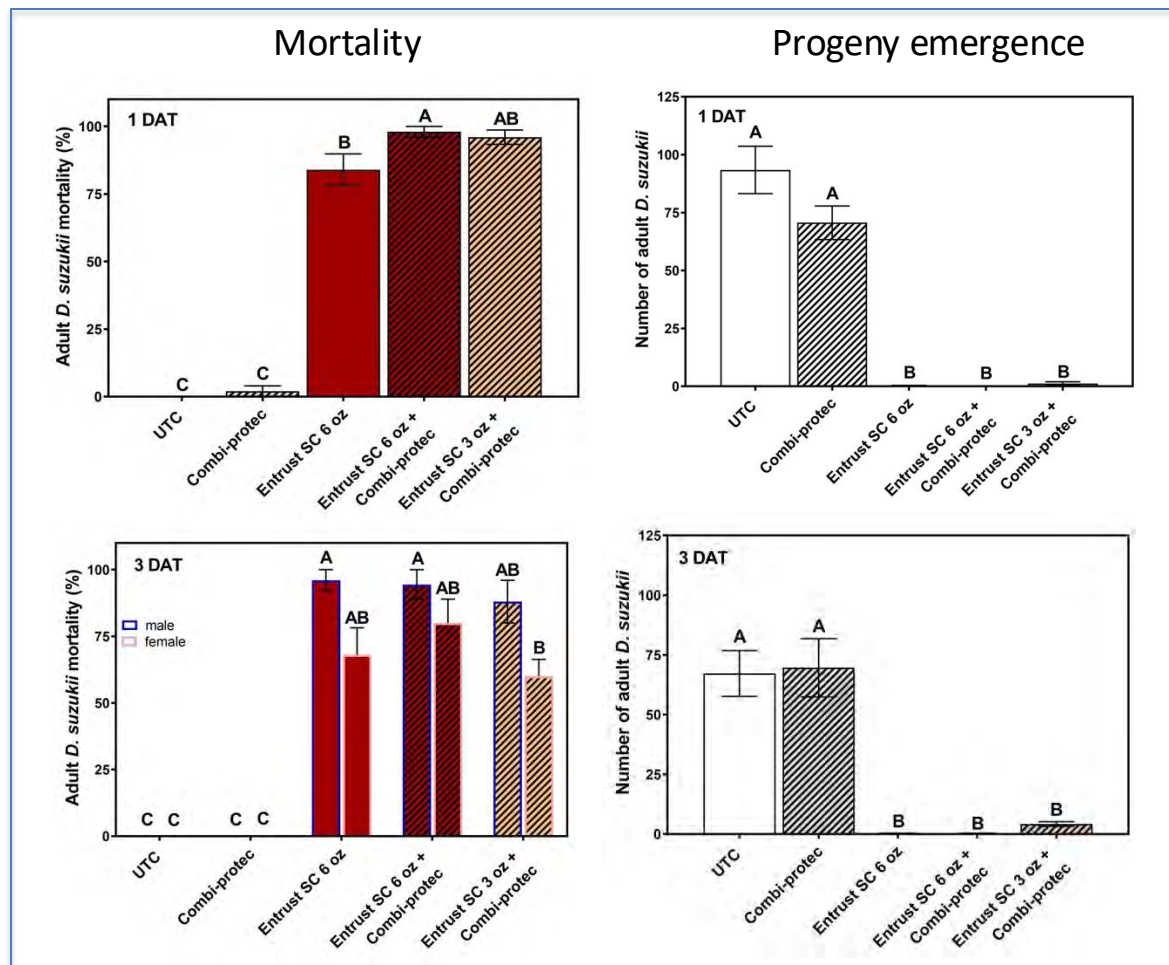 Mortality
Progeny emergence
1 DAT
Adult D. suzukii mortality (%)
100
75
50
25
0
C
C
B
A
AB
UTC
Combi-protec
Entrust SC 6 oz
Entrust SC 6 oz +
Combi-protec
Entrust SC 3 oz +
Combi-protec
1 DAT
Number of adult D. suzukii
125
100
75
50
25
0
A
A
B
B
B
UTC
Combi-protec
Entrust SC 6 oz
Entrust SC 6 oz +
Combi-protec
Entrust SC 3 oz +
Combi-protec
3 DAT
male
female
Adult D. suzukii mortality (%)
100
75
50
25
0
C C
C C
A
AB
A
AB
AB
B
UTC
Combi-protec
Entrust SC 6 oz
Entrust SC 6 oz +
Combi-protec
Entrust SC 3 oz +
Combi-protec
3 DAT
Number of adult D. suzukii
125
100
75
50
25
0
A
A
B
B
B
UTC
Combi-protec
Entrust SC 6 oz
Entrust SC 6 oz +
Combi-protec
Entrust SC 3 oz +
Combi-protec